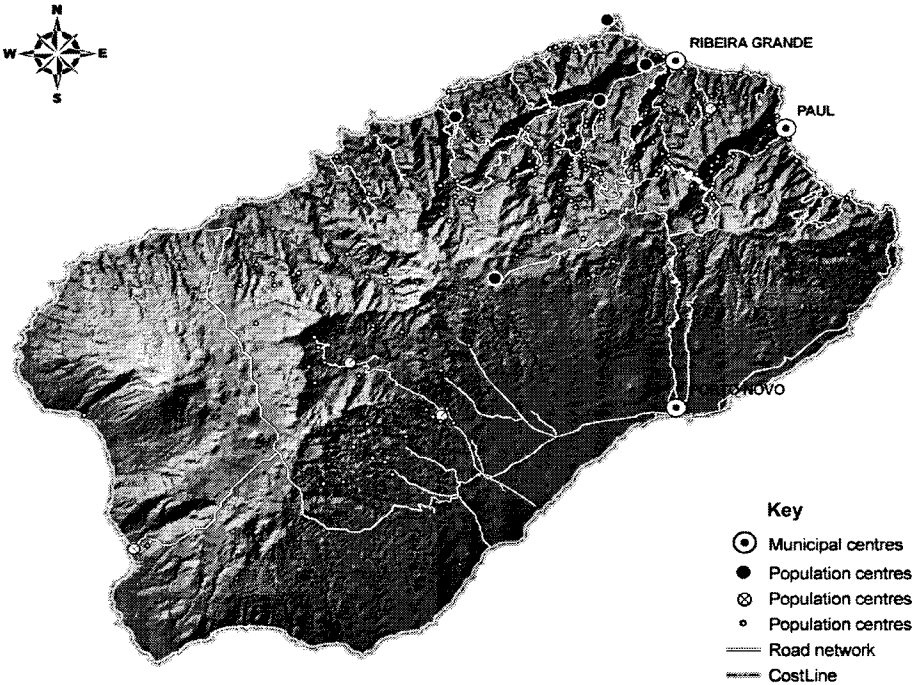 N
W E
S
RIBEIRA GRANDE
PAUL
PORTO NOVO
Key
Municipal centres
Population centres
Population centres
Population centres
Road network
CostLine